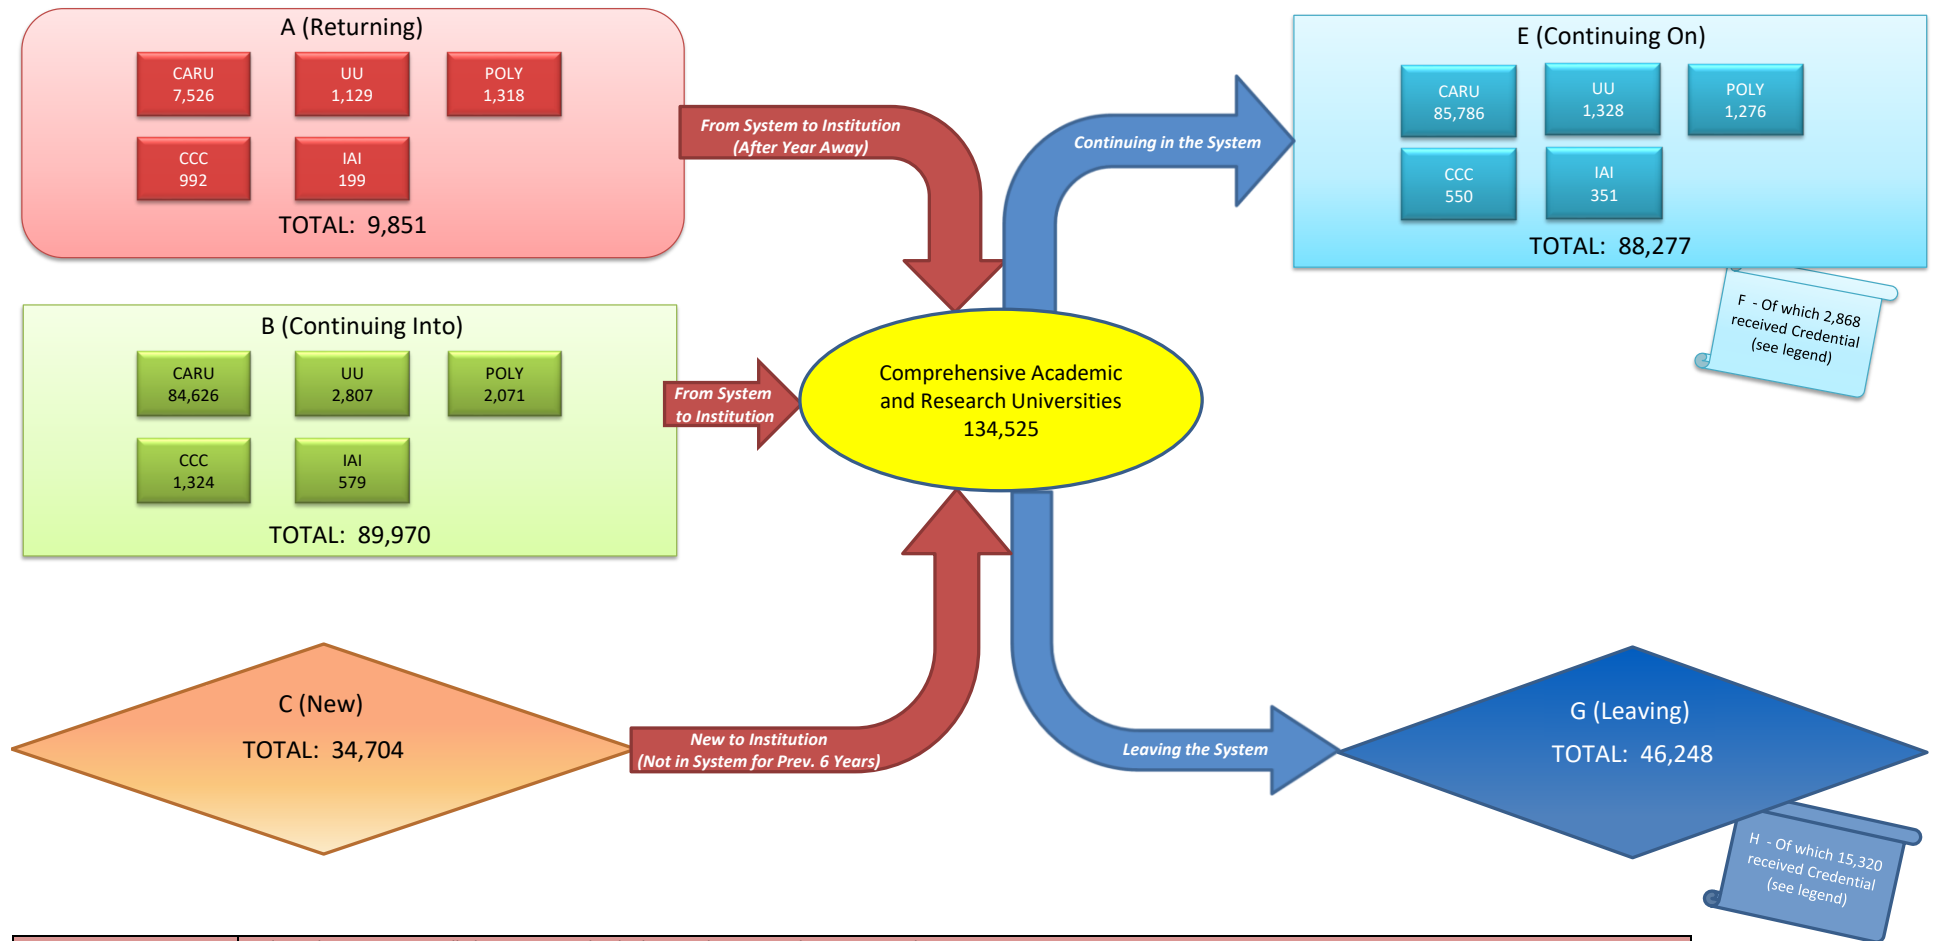 A (Returning)
CARU
7,526
UU
1,129
POLY
1,318
CCC
992
IAI
199
TOTAL: 9,851
From System to Institution
(After Year Away)
B (Continuing Into)
CARU
84,626
UU
2,807
POLY
2,071
CCC
1,324
IAI
579
TOTAL: 89,970
From System
to Institution
C (New)
TOTAL: 34,704
New to Institution
(Not in System for Prev. 6 Years)
Comprehensive Academic
and Research Universities
134,525
Continuing in the System
E (Continuing On)
CARU
85,786
UU
1,328
POLY
1,276
CCC
550
IAI
351
TOTAL: 88,277
F - Of which 2,868
received Credential
(see legend)
Leaving the System
G (Leaving)
TOTAL: 46,248
H - Of which 15,320
received Credential
(see legend)